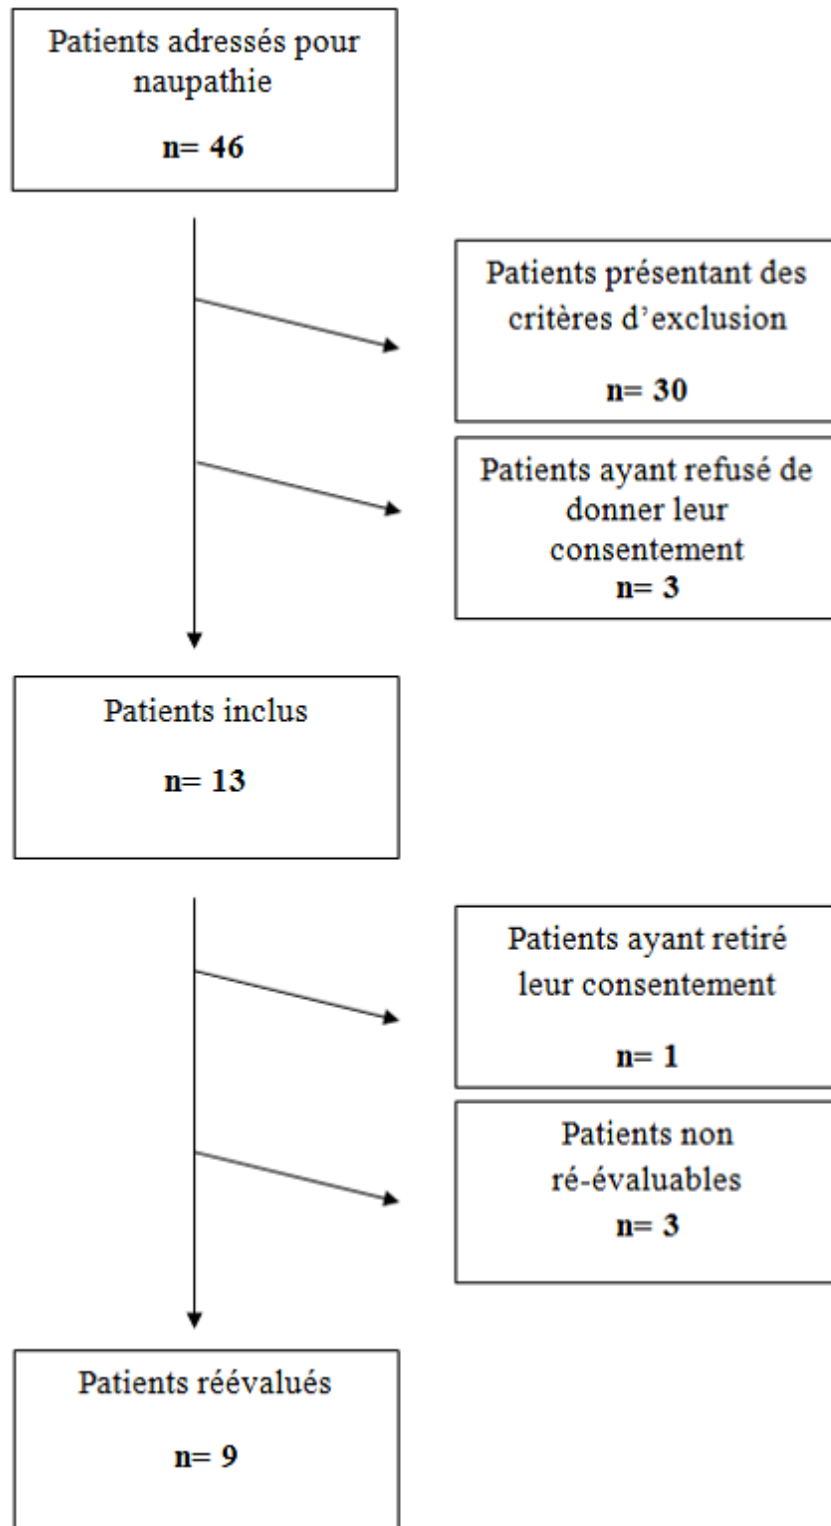 Patients adressés pour
naupathie
n= 46
Patients présentant des
critères d'exclusion
n= 30
Patients ayant refusé de
donner leur
consentement
n= 3
Patients inclus
n= 13
Patients ayant retiré
leur consentement
n= 1
Patients non
ré-évaluables
n= 3
Patients réévalués
n= 9